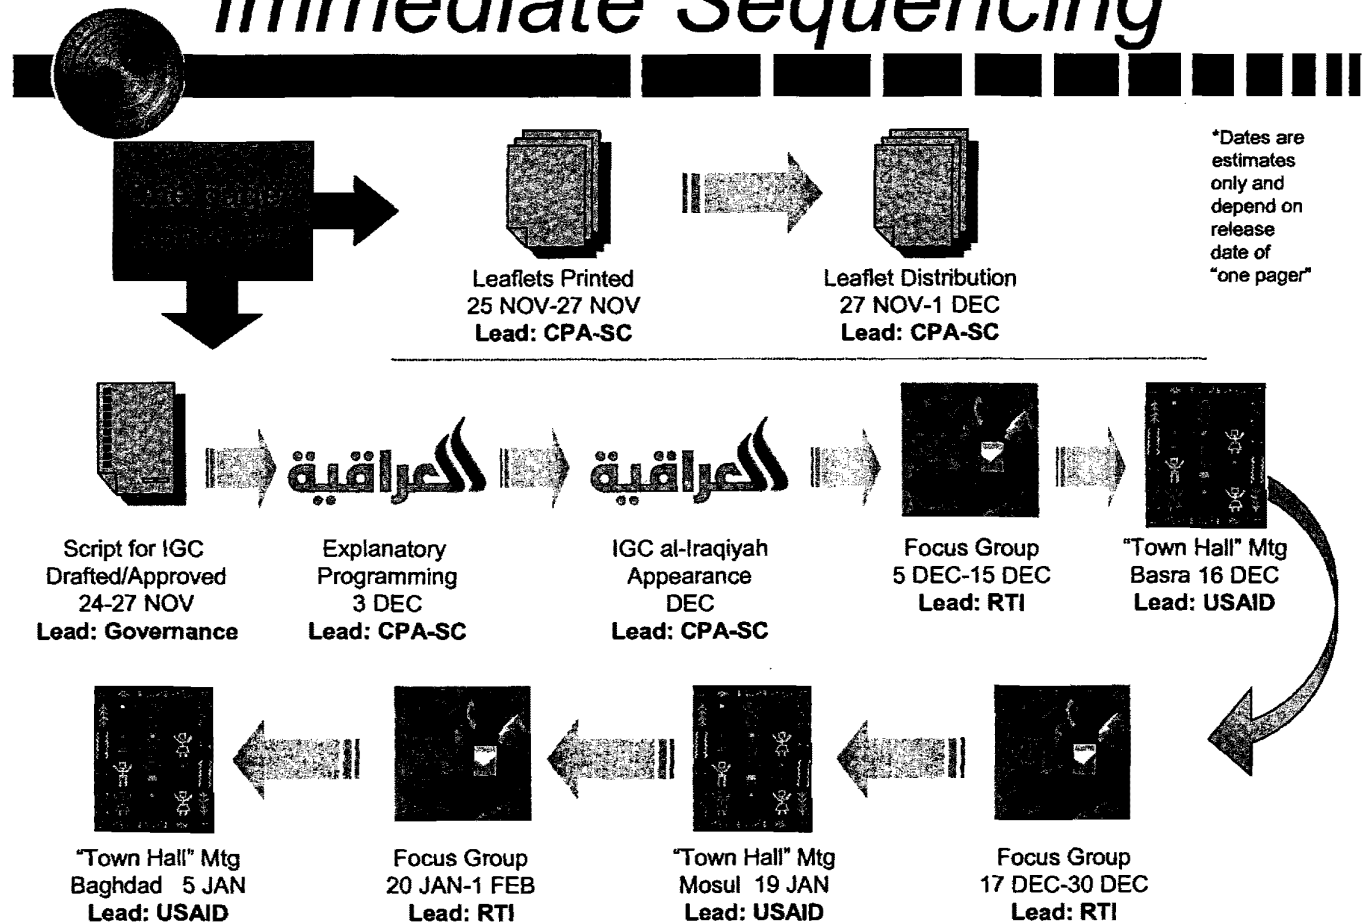 Immediate Sequencing
*Dates are
estimates
only and
depend on
release
date of
"one pager"
Leaflets Printed
25 NOV-27 NOV
Lead: CPA-SC
Leaflet Distribution
27 NOV-1 DEC
Lead: CPA-SC
Script for IGC
Drafted/Approved
24-27 NOV
Lead: Governance
العراقية
Explanatory
Programming
3 DEC
Lead: CPA-SC
العراقية
IGC al-Iraqiyah
Appearance
DEC
Lead: CPA-SC
Focus Group
5 DEC-15 DEC
Lead: RTI
"Town Hall" Mtg
Basra 16 DEC
Lead: USAID
"Town Hall" Mtg
Baghdad 5 JAN
Lead: USAID
Focus Group
20 JAN-1 FEB
Lead: RTI
"Town Hall" Mtg
Mosul 19 JAN
Lead: USAID
Focus Group
17 DEC-30 DEC
Lead: RTI